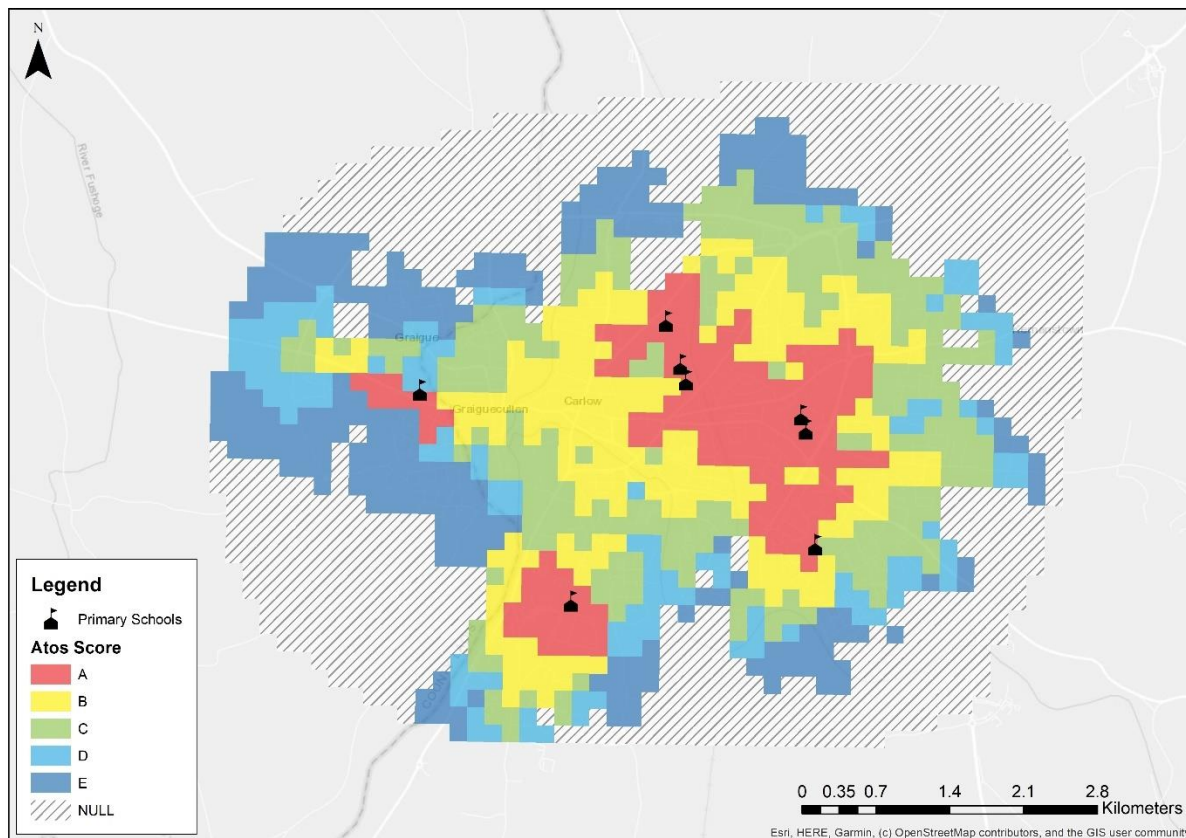 N
River Fushoge
Graigue
Graiguecullen
Carlow
Legend
Primary Schools
Atos Score
A
B
C
D
E
NULL
0 0.35 0.7 1.4 2.1 2.8
Kilometers
Esri, HERE, Garmin, (c) OpenStreetMap contributors, and the GIS user community